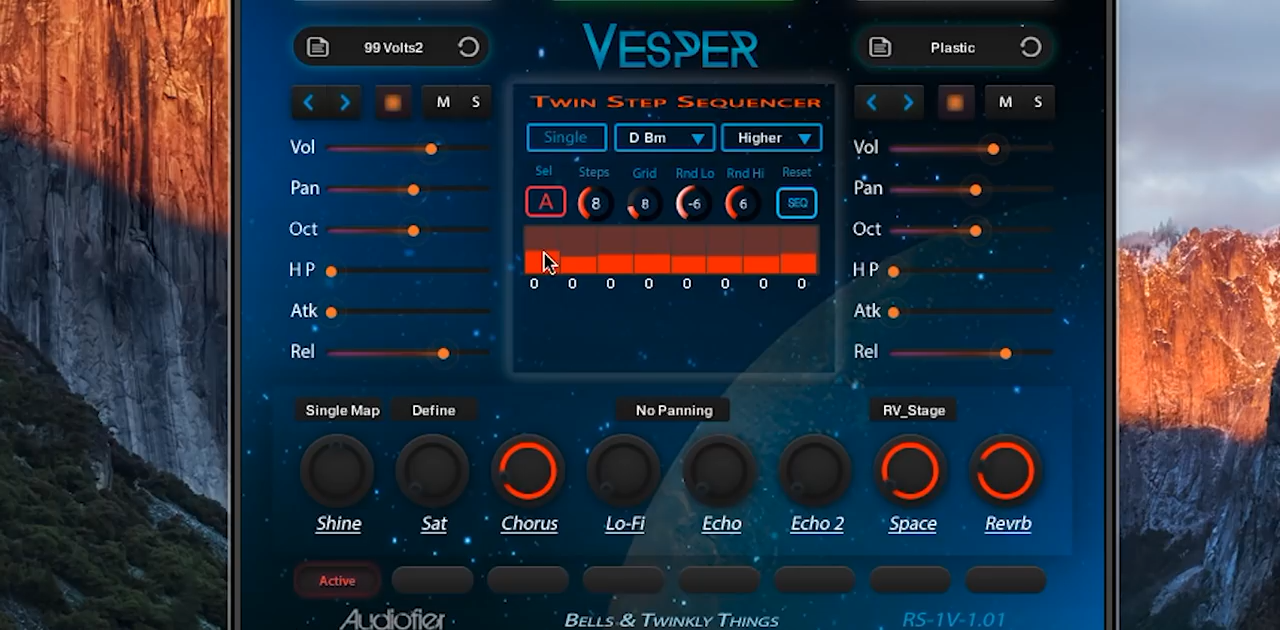 99 Volts2
VESPER
Plastic
M S
TWIN STEP SEQUENCER
M S
Single D Bm Higher
Vol
Pan
Oct
H P
Atk
Rel
Sel Steps Grid Rnd Lo Rnd Hi Reset
A 8 8 -6 6 SEQ
0 0 0 0 0 0 0 0
Vol
Pan
Oct
H P
Atk
Rel
Single Map Define No Panning RV_Stage
Shine Sat Chorus Lo-Fi Echo Echo 2 Space Revrb
Active
Audiofier BELLS & TWINKLY THINGS RS-1V-1.01